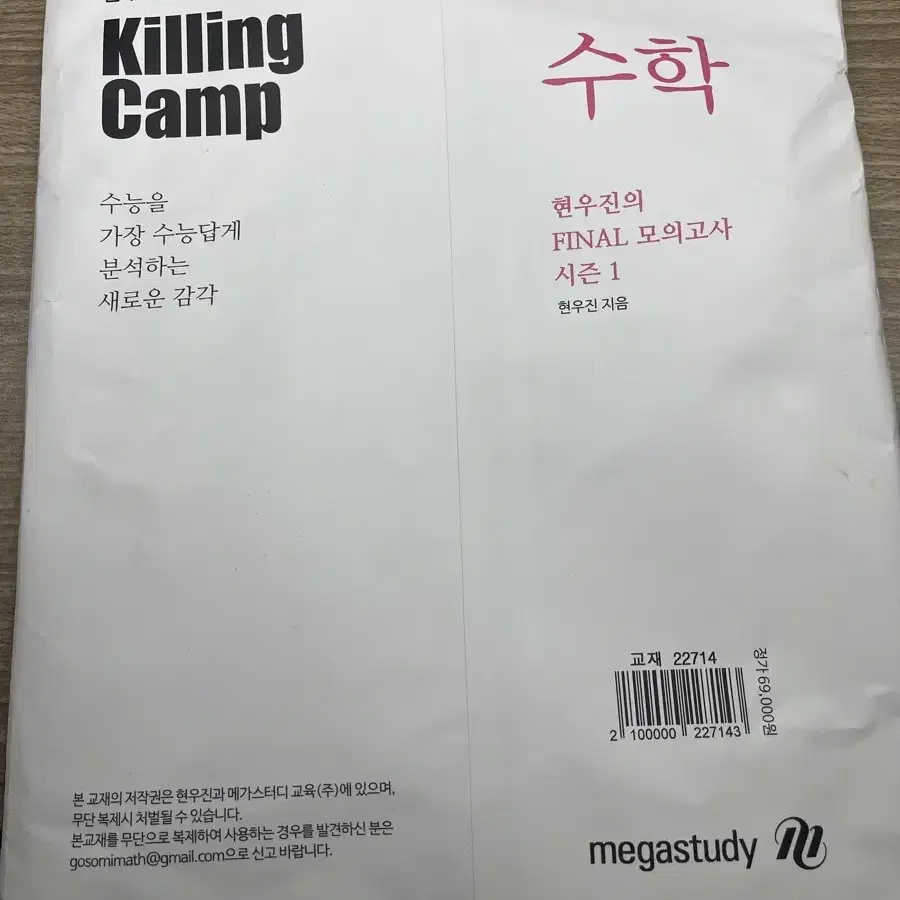 Killing
Camp
수능을
가장 수능답게
분석하는
새로운 감각
본 교재의 저작권은 현우진과 메가스터디 교육(주)에 있으며,
무단 복제시 처벌될 수 있습니다.
본교재를 무단으로 복제하여 사용하는 경우를 발견하신 분은
gosomimath@gmail.com으로 신고 바랍니다.
수학
현우진의
FINAL 모의고사
시즌 1
현우진 지음
교재 22714
2 100000 227143
정가 69,000원
megastudy